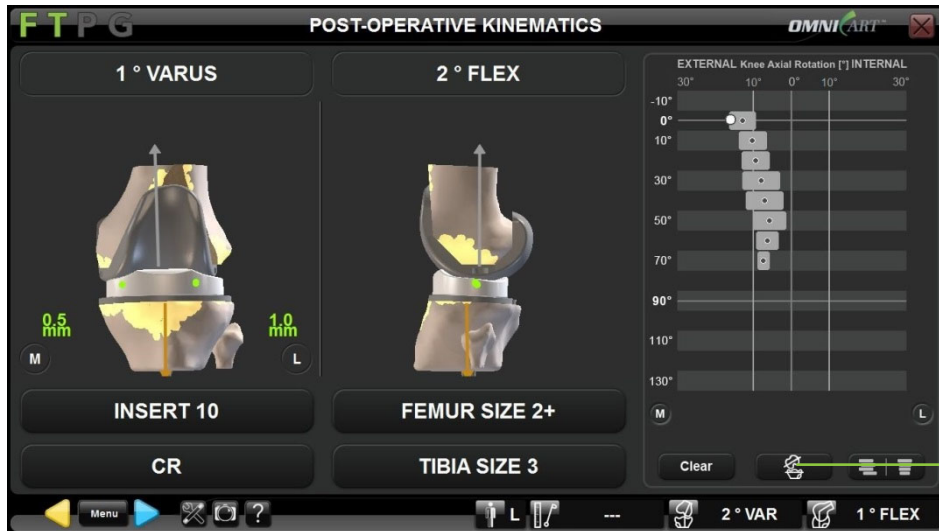 F T P G
POST-OPERATIVE KINEMATICS
OMNI ART™
1 ° VARUS
2 ° FLEX
EXTERNAL Knee Axial Rotation [°] INTERNAL
30° 10° 0° 10° 30°
-10°
0°
10°
30°
50°
70°
90°
110°
130°
0.5
mm
1.0
mm
M
L
M
L
INSERT 10
FEMUR SIZE 2+
CR
TIBIA SIZE 3
Clear
Menu
?
L
---
2 ° VAR
1 ° FLEX